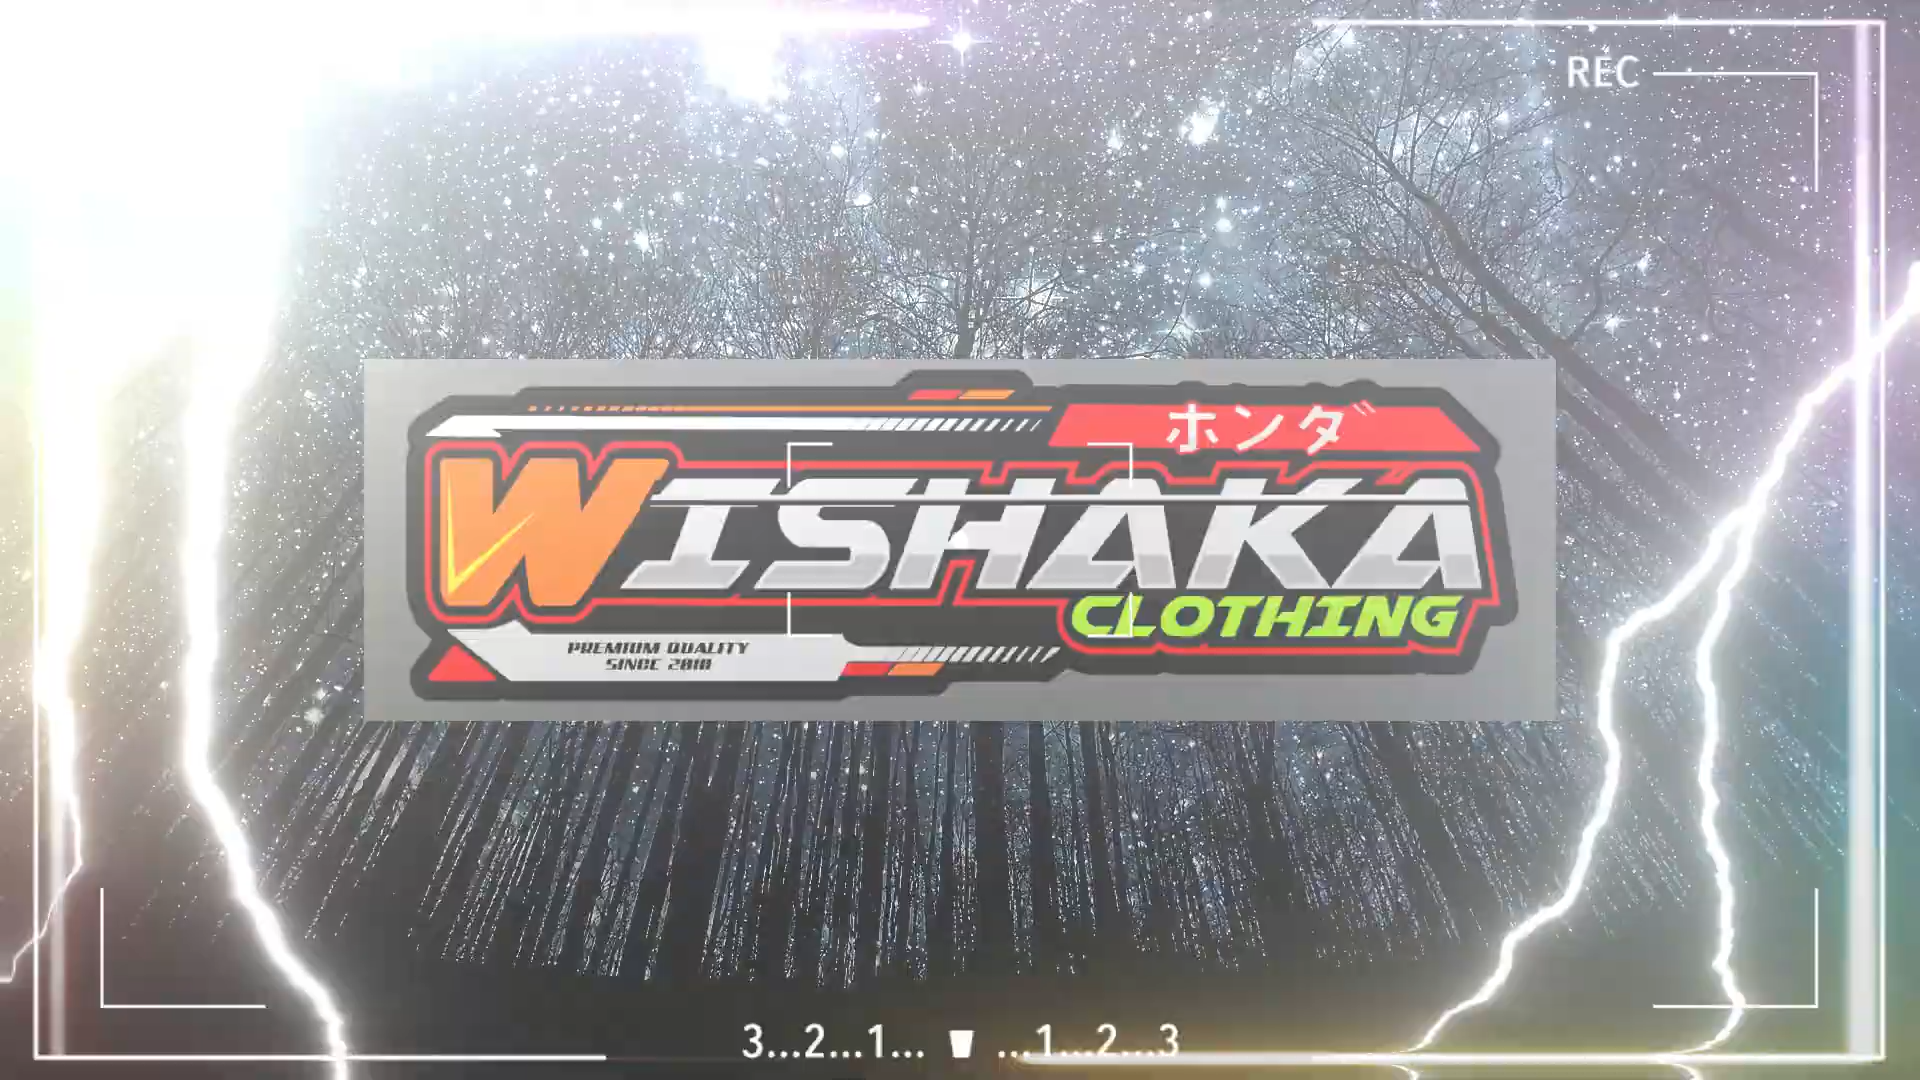 REC
ホンダ
WISHAKA
CLOTHING
PREMIUM QUALITY
SINCE 2018
3...2...1... ...1...2...3